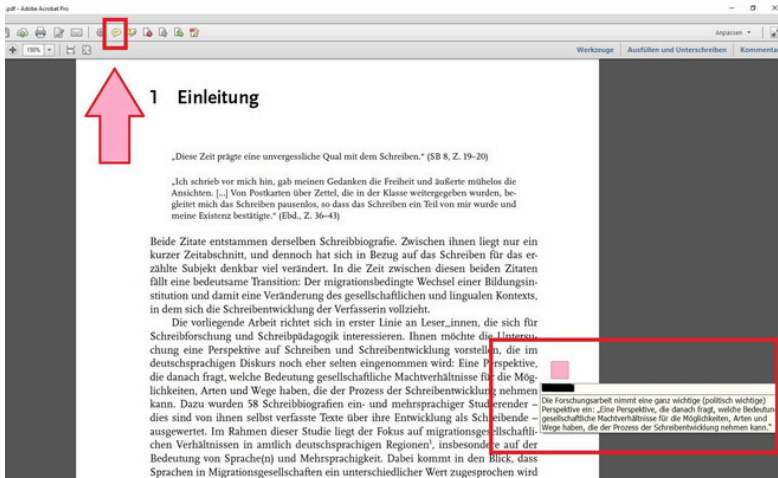 .pdf - Adobe Acrobat Pro
Anpassen
150%
Werkzeuge
Ausfüllen und Unterschreiben
Kommentar
1 Einleitung
„Diese Zeit prägte eine unvergessliche Qual mit dem Schreiben.“ (SB 8, Z. 19–20)
„Ich schrieb vor mich hin, gab meinen Gedanken die Freiheit und äußerte mühelos die
Ansichten. [...] Von Postkarten über Zettel, die in der Klasse weitergegeben wurden, be-
gleitet mich das Schreiben pausenlos, so dass das Schreiben ein Teil von mir wurde und
meine Existenz bestätigte.“ (Ebd., Z. 36–43)
Beide Zitate entstammen derselben Schreibbiografie. Zwischen ihnen liegt nur ein
kurzer Zeitabschnitt, und dennoch hat sich in Bezug auf das Schreiben für das er-
zählte Subjekt denkbar viel verändert. In die Zeit zwischen diesen beiden Zitaten
fällt eine bedeutsame Transition: Der migrationsbedingte Wechsel einer Bildungsin-
stitution und damit eine Veränderung des gesellschaftlichen und lingualen Kontexts,
in dem sich die Schreibentwicklung der Verfasserin vollzieht.
Die vorliegende Arbeit richtet sich in erster Linie an Leser_innen, die sich für
Schreibforschung und Schreibpädagogik interessieren. Ihnen möchte die Untersu-
chung eine Perspektive auf Schreiben und Schreibentwicklung vorstellen, die im
deutschsprachigen Diskurs noch eher selten eingenommen wird: Eine Perspektive,
die danach fragt, welche Bedeutung gesellschaftliche Machtverhältnisse für die Mög-
lichkeiten, Arten und Wege haben, die der Prozess der Schreibentwicklung nehmen
kann. Dazu wurden 58 Schreibbiografien ein- und mehrsprachiger Studierender –
dies sind von ihnen selbst verfasste Texte über ihre Entwicklung als Schreibende –
ausgewertet. Im Rahmen dieser Studie liegt der Fokus auf migrationsgesellschaftli-
chen Verhältnissen in amtlich deutschsprachigen Regionen¹, insbesondere auf der
Bedeutung von Sprache(n) und Mehrsprachigkeit. Dabei kommt in den Blick, dass
Sprachen in Migrationsgesellschaften ein unterschiedlicher Wert zugesprochen wird
Die Forschungsarbeit nimmt eine ganz wichtige (politisch wichtige)
Perspektive ein: „Eine Perspektive, die danach fragt, welche Bedeutung
gesellschaftliche Machtverhältnisse für die Möglichkeiten, Arten und
Wege haben, die der Prozess der Schreibentwicklung nehmen kann."